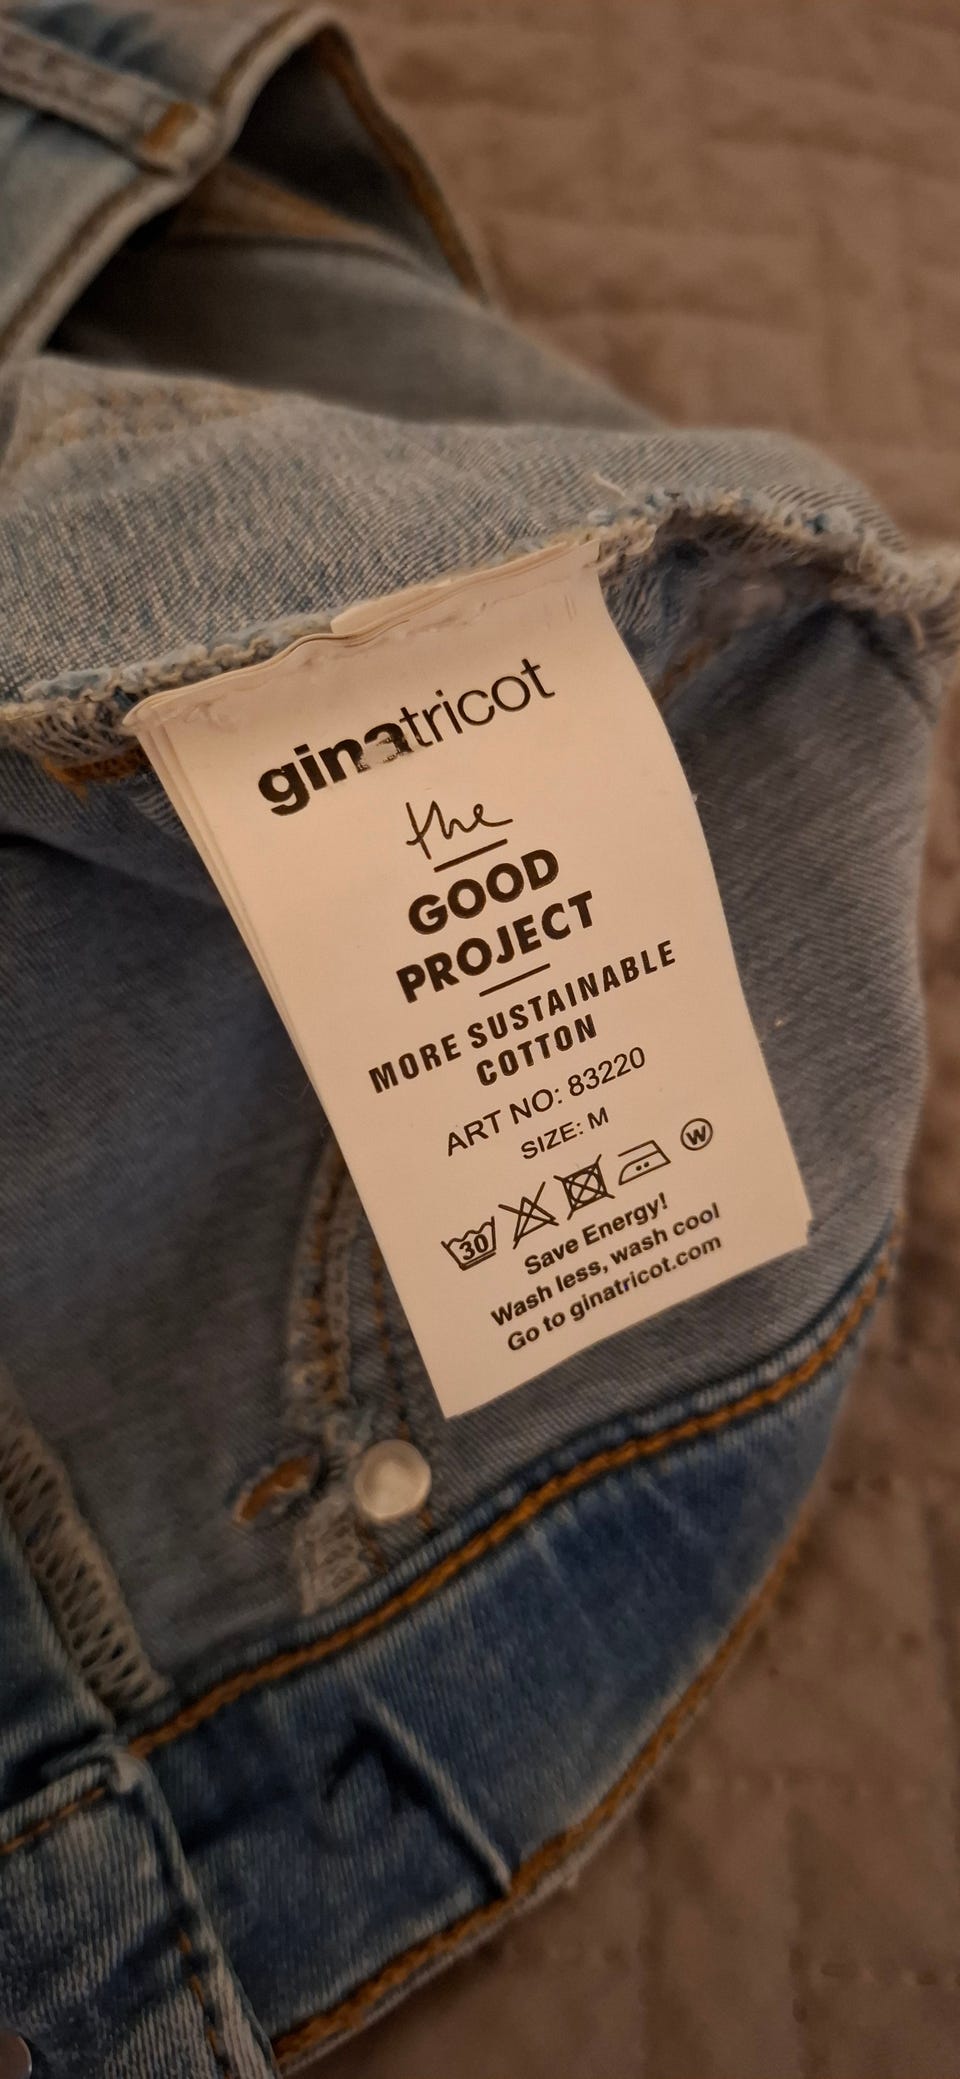 ginatricot
the
GOOD
PROJECT
MORE SUSTAINABLE
COTTON
ART NO: 83220
SIZE: M
30 W
Save Energy!
Wash less, wash cool
Go to ginatricot.com